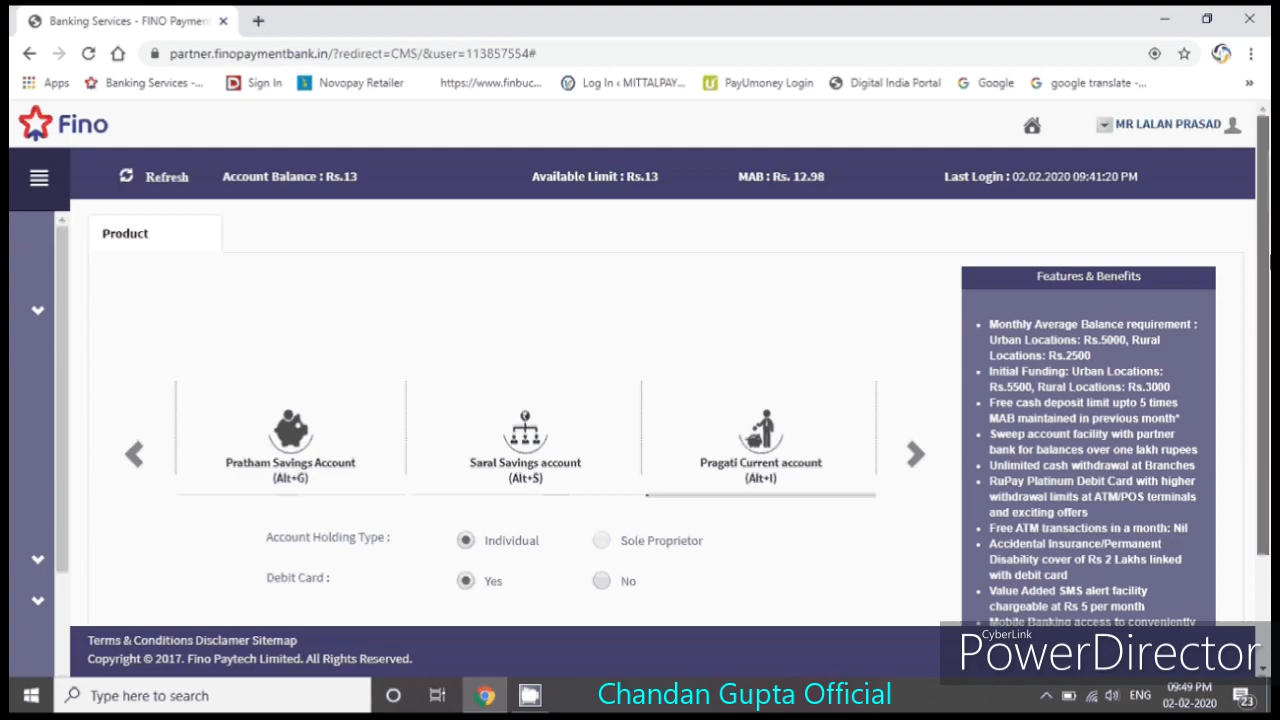 Banking Services - FINO Paymen
partner.finopaymentbank.in/?redirect=CMS/&user=113857554#
Apps Banking Services -... Sign In Novopay Retailer https://www.finbuc... Log In ‹ MITTALPAY... PayUmoney Login Digital India Portal Google google translate -... »
Fino
MR LALAN PRASAD
Refresh Account Balance : Rs.13 Available Limit : Rs.13 MAB : Rs. 12.98 Last Login : 02.02.2020 09:41:20 PM
Product
Pratham Savings Account
(Alt+G)
Saral Savings account
(Alt+S)
Pragati Current account
(Alt+I)
Account Holding Type : Individual Sole Proprietor
Debit Card : Yes No
Features & Benefits
• Monthly Average Balance requirement :
Urban Locations: Rs.5000, Rural
Locations: Rs.2500
• Initial Funding: Urban Locations:
Rs.5500, Rural Locations: Rs.3000
• Free cash deposit limit upto 5 times
MAB maintained in previous month*
• Sweep account facility with partner
bank for balances over one lakh rupees
• Unlimited cash withdrawal at Branches
• RuPay Platinum Debit Card with higher
withdrawal limits at ATM/POS terminals
and exciting offers
• Free ATM transactions in a month: Nil
• Accidental Insurance/Permanent
Disability cover of Rs 2 Lakhs linked
with debit card
• Value Added SMS alert facility
chargeable at Rs 5 per month
• Mobile Banking access to conveniently
Terms & Conditions Disclamer Sitemap
Copyright © 2017. Fino Paytech Limited. All Rights Reserved.
CyberLink
PowerDirector
Type here to search
Chandan Gupta Official
ENG
09:49 PM
02-02-2020
23